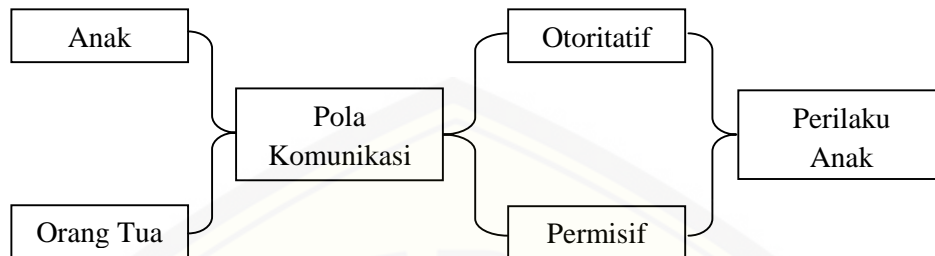 Anak
Orang Tua
Pola
Komunikasi
Otoritatif
Permisif
Perilaku
Anak